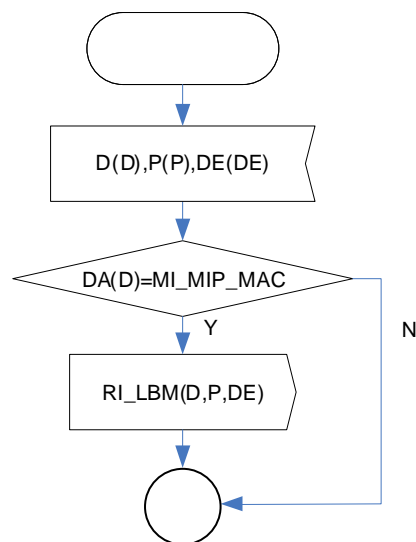 D(D),P(P),DE(DE)
DA(D)=MI_MIP_MAC
Y
N
RI_LBM(D,P,DE)